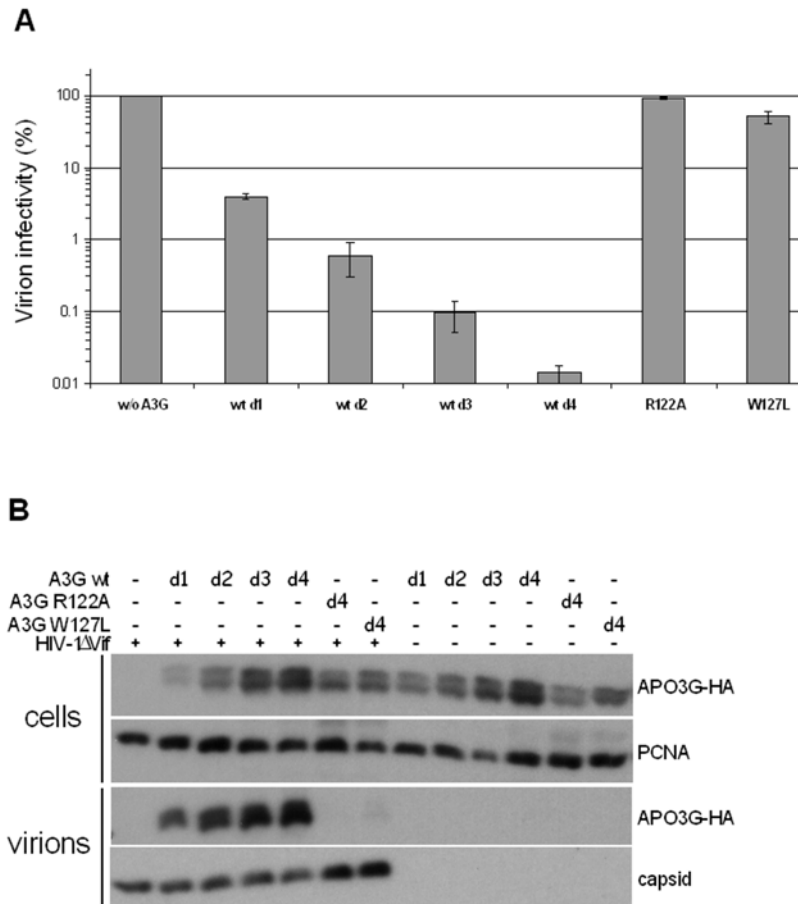 A
Virion infectivity (%)
100
10
1
0.1
0.01
w/o A3G wt d1 wt d2 wt d3 wt d4 R122A W127L
B
A3G wt - d1 d2 d3 d4 - - d1 d2 d3 d4 - -
A3G R122A - - - - - d4 - - - - - d4 -
A3G W127L - - - - - - d4 - - - - - d4
HIV-1ΔVif + + + + + + + - - - - - -
cells
APO3G-HA
PCNA
virions
APO3G-HA
capsid